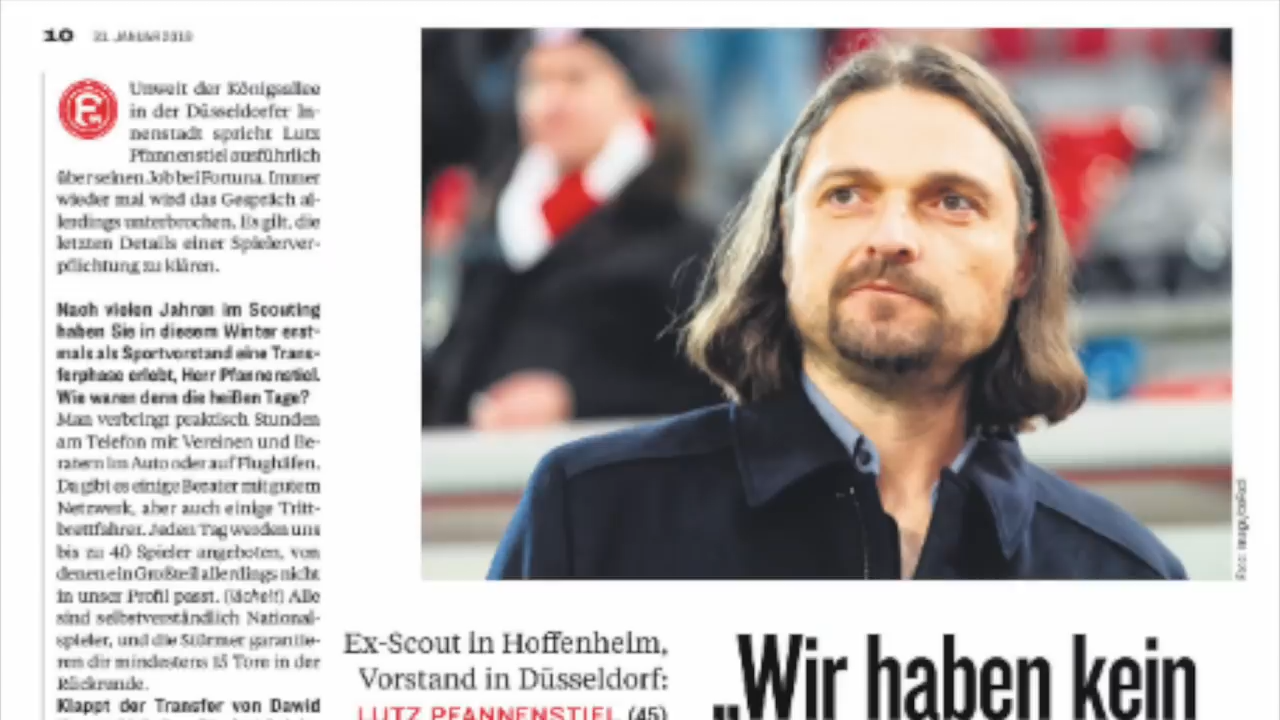 10 31. JANUAR 2019
Unweit der Königsallee
in der Düsseldorfer In-
nenstadt spricht Lutz
Pfannenstiel ausführlich
über seinen Job bei Fortuna. Immer
wieder mal wird das Gespräch al-
lerdings unterbrochen. Es gilt, die
letzten Details einer Spielerver-
pflichtung zu klären.
Nach vielen Jahren im Scouting
haben Sie in diesem Winter erst-
mals als Sportvorstand eine Trans-
ferphase erlebt, Herr Pfannenstiel.
Wie waren denn die heißen Tage?
Man verbringt praktisch Stunden
am Telefon mit Vereinen und Be-
ratern im Auto oder auf Flughäfen.
Da gibt es einige Berater mit gutem
Netzwerk, aber auch einige Tritt-
brettfahrer. Jeden Tag werden uns
bis zu 40 Spieler angeboten, von
denen ein Großteil allerdings nicht
in unser Profil passt. (lächelt) Alle
sind selbstverständlich National-
spieler, und die Stürmer garantie-
ren dir mindestens 15 Tore in der
Rückrunde.
Klappt der Transfer von Dawid
Foto: imago/osnapix
Ex-Scout in Hoffenheim,
Vorstand in Düsseldorf:
LUTZ PFANNENSTIEL (45)
„Wir haben kein